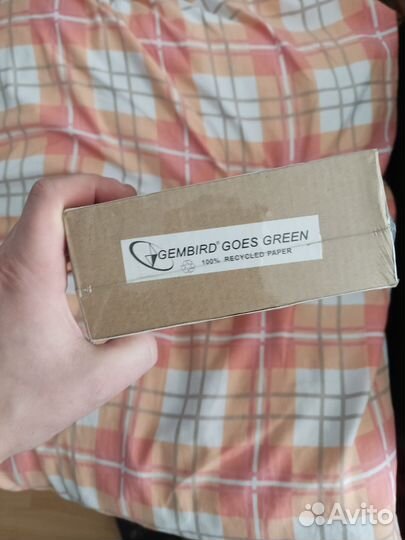 GEMBIRD® GOES GREEN
100% RECYCLED PAPER
Avito